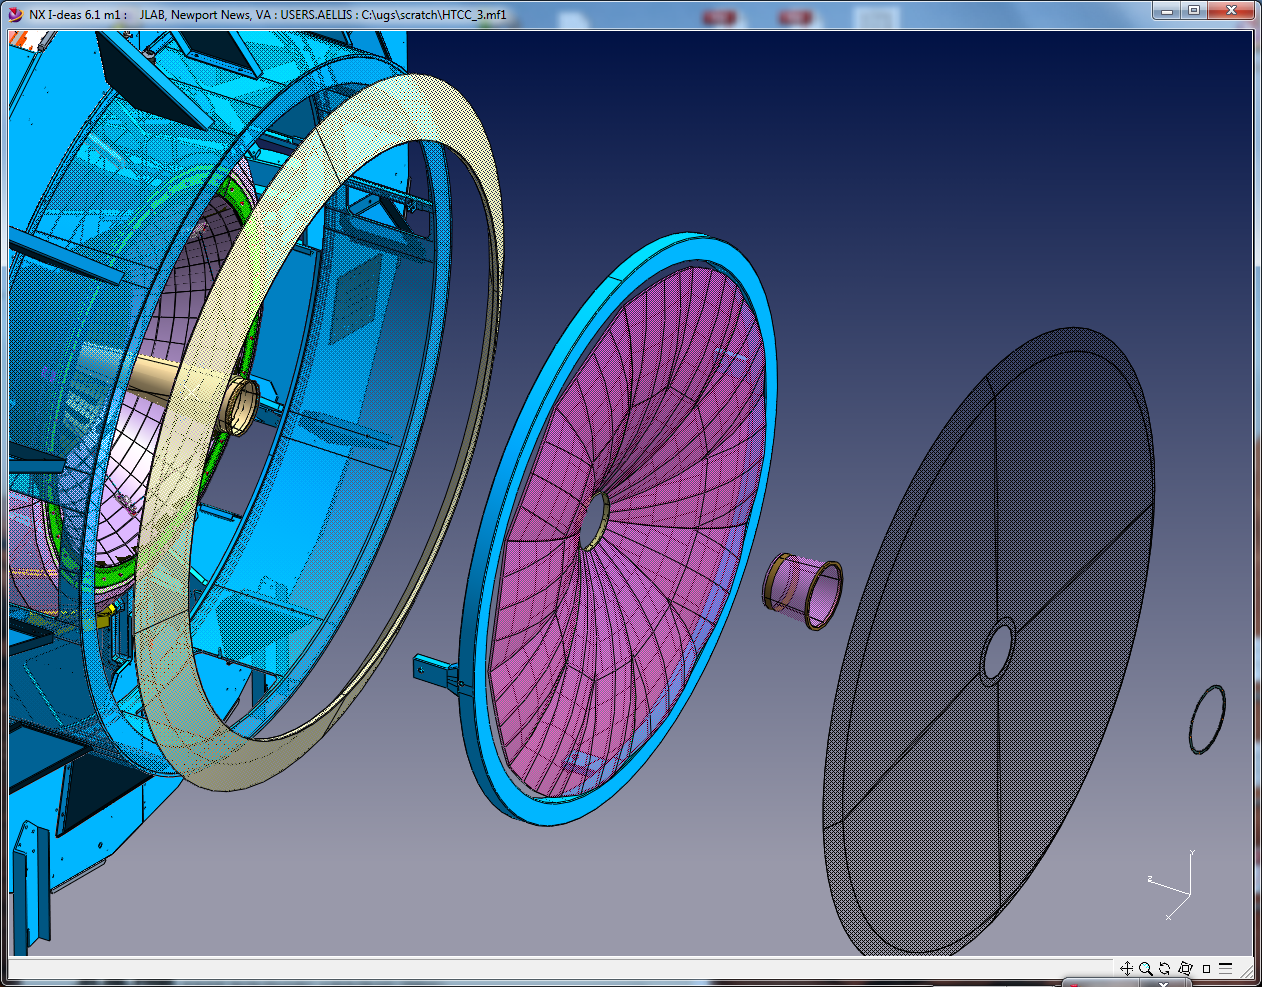 NX I-deas 6.1 m1 : JLAB, Newport News, VA : USERS.AELLIS : C:\ugs\scratch\HTCC_3.mf1
Y
Z
X